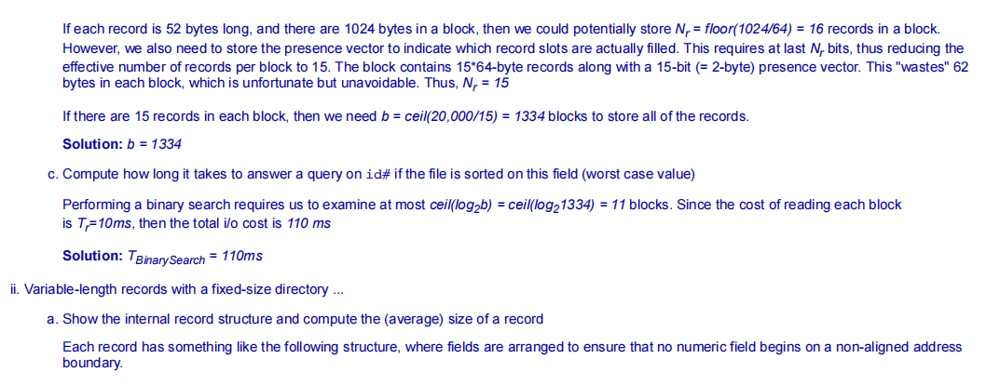 If each record is 52 bytes long, and there are 1024 bytes in a block, then we could potentially store Nr = floor(1024/64) = 16 records in a block.
However, we also need to store the presence vector to indicate which record slots are actually filled. This requires at last Nr bits, thus reducing the
effective number of records per block to 15. The block contains 15*64-byte records along with a 15-bit (= 2-byte) presence vector. This "wastes" 62
bytes in each block, which is unfortunate but unavoidable. Thus, Nr = 15
If there are 15 records in each block, then we need b = ceil(20,000/15) = 1334 blocks to store all of the records.
Solution: b = 1334
c. Compute how long it takes to answer a query on id# if the file is sorted on this field (worst case value)
Performing a binary search requires us to examine at most ceil(log2b) = ceil(log21334) = 11 blocks. Since the cost of reading each block
is Tr=10ms, then the total i/o cost is 110 ms
Solution: TBinarySearch = 110ms
ii. Variable-length records with a fixed-size directory ...
a. Show the internal record structure and compute the (average) size of a record
Each record has something like the following structure, where fields are arranged to ensure that no numeric field begins on a non-aligned address
boundary.